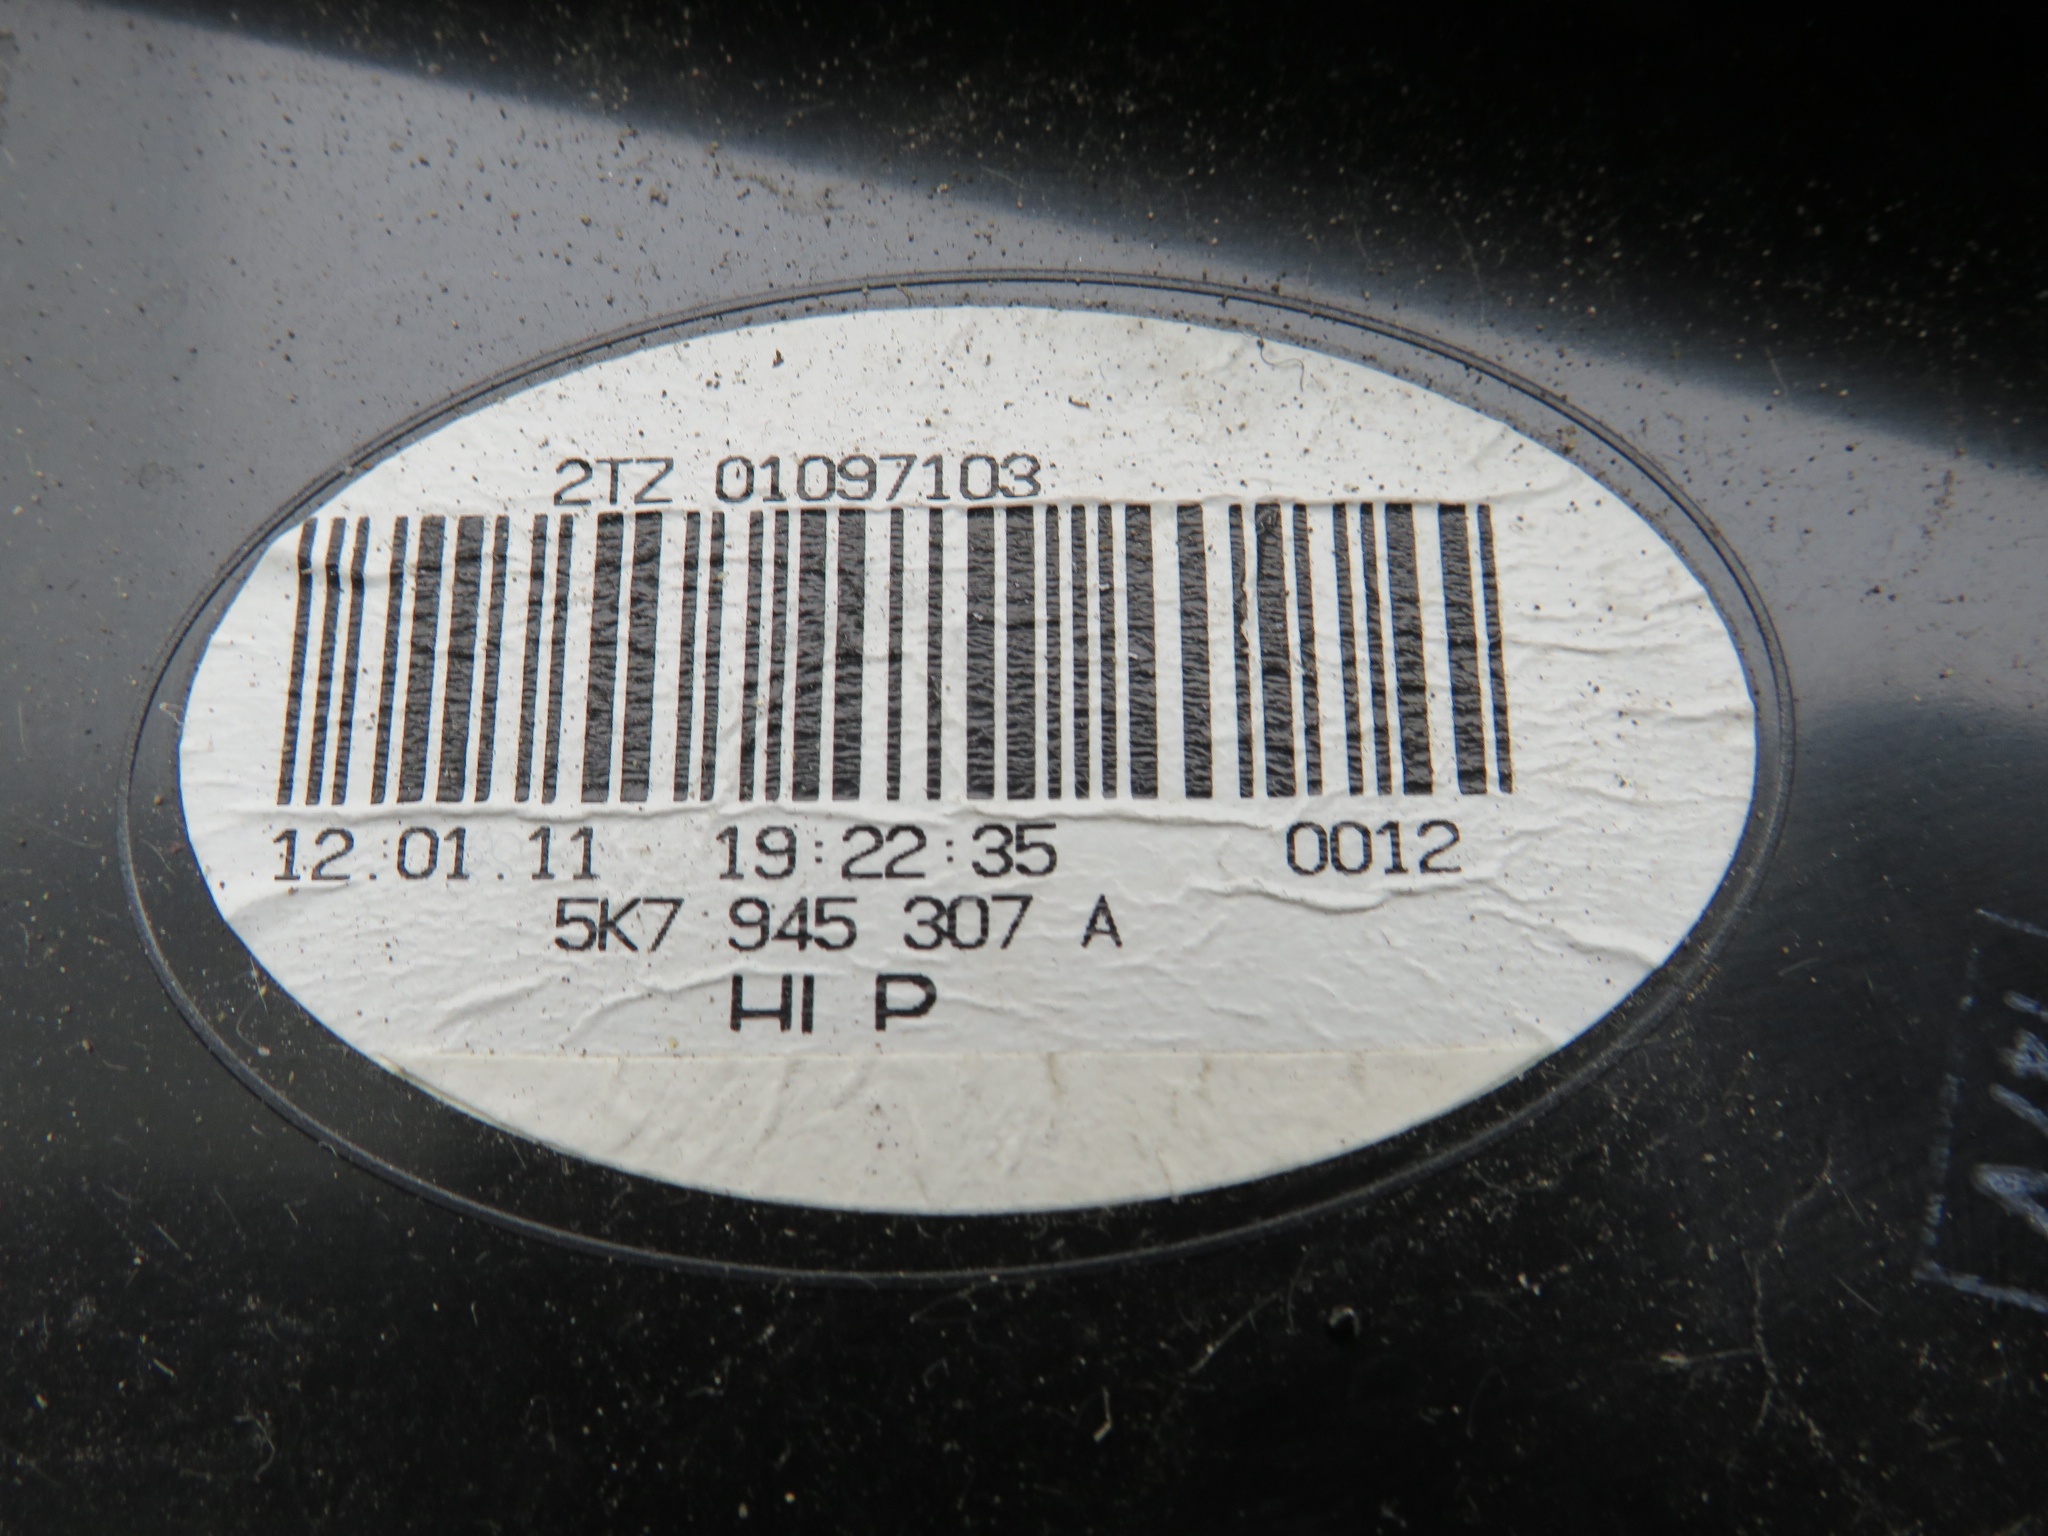 2TZ 01097103
12.01.11 19:22:35 0012
5K7 945 307 A
HI P